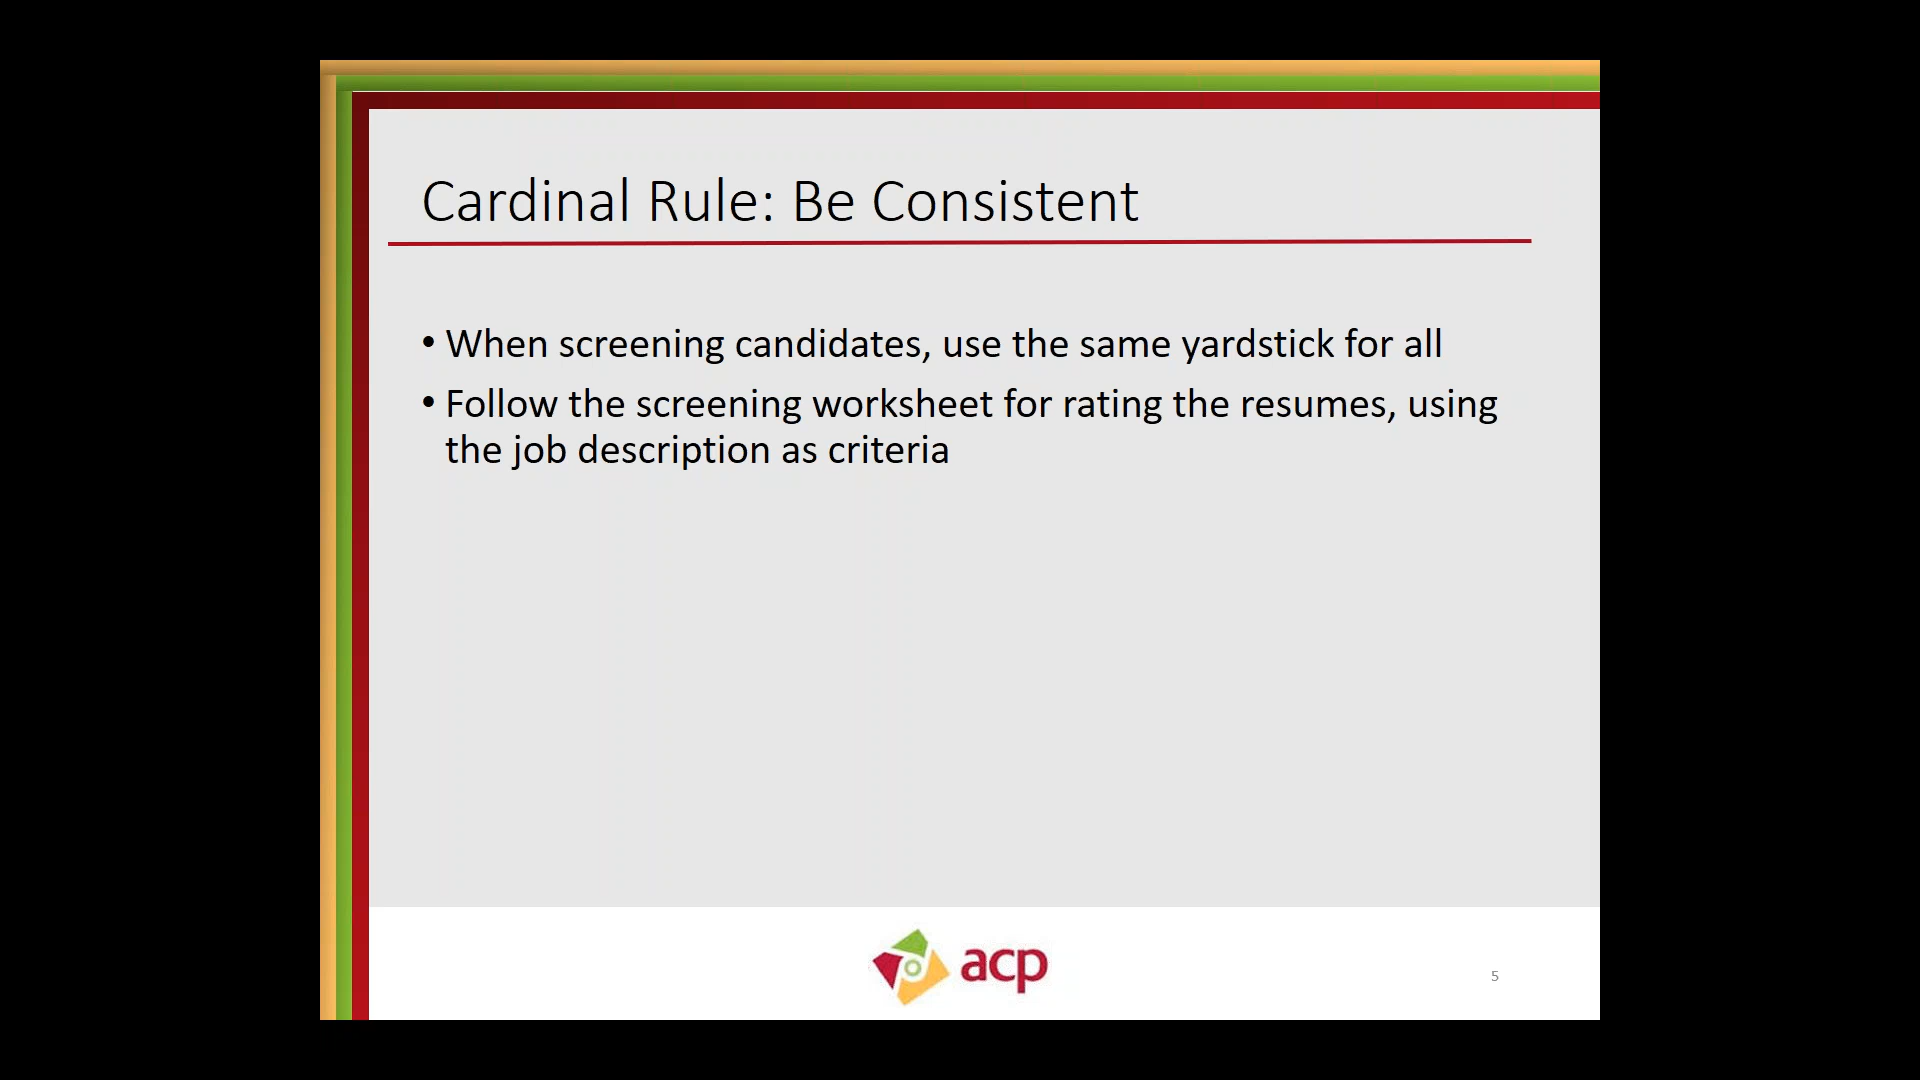 Cardinal Rule: Be Consistent
• When screening candidates, use the same yardstick for all
• Follow the screening worksheet for rating the resumes, using
the job description as criteria
acp
5